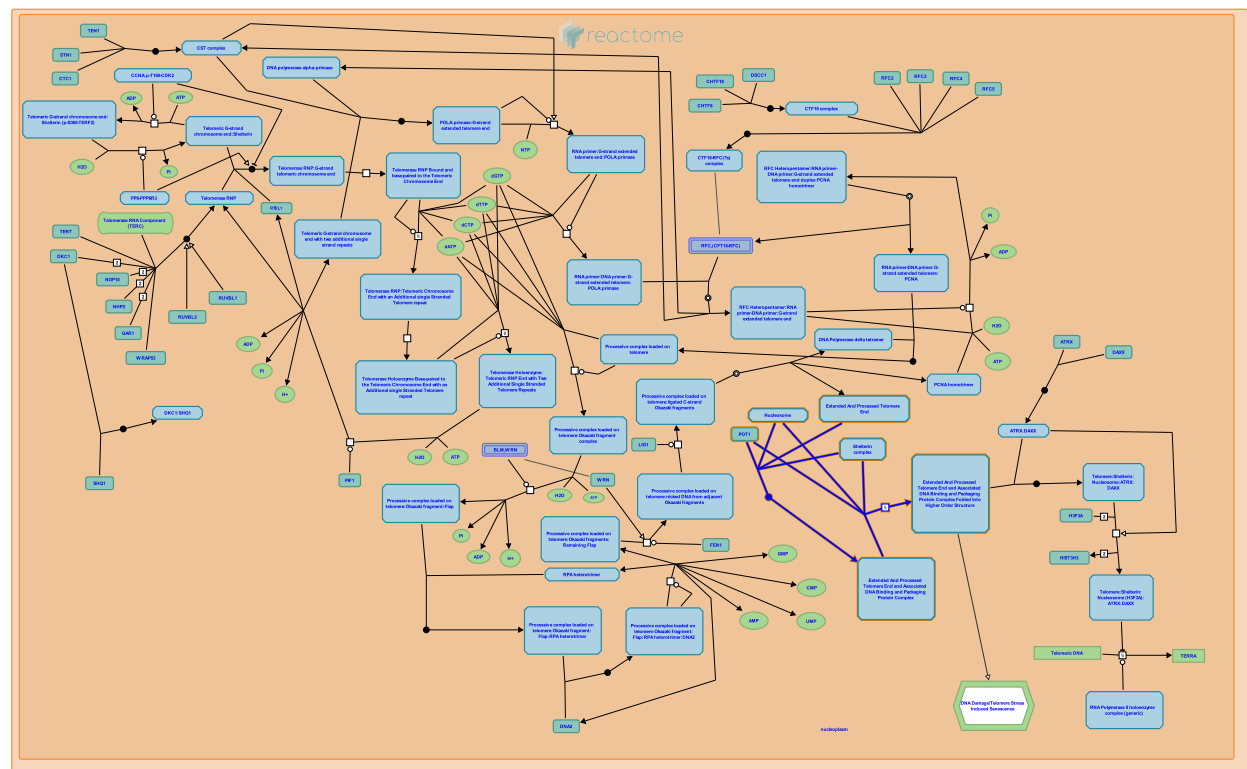 reactome
TEN1
STN1
CTC1
CST complex
DNA polymerase alpha primase
CCNA:p-T160-CDK2
ADP
ATP
Telomeric G-strand
chromosome end:Shelterin
H2O
Pi
PP6-PPP6R3
Telomerase RNP
Telomerase RNP:G-strand
telomeric chromosome end
Telomerase RNP Bound and
base-paired to the Telomeric
Chromosome End
POLA primase:G-strand
extended telomere end
NTP
RNA primer:G-strand extended
telomere end:POLA primase
CHTF18
DSCC1
CHTF8
CTF18 complex
RFC2
RFC3
RFC4
RFC5
CTF18-RFC(7s)
complex
RFC Heteropentamer:RNA primer-
DNA primer:G-strand extended
telomere end duplex:PCNA
homotrimer
dGTP
dTTP
dCTP
dATP
RTEL1
Telomerase RNA Component
(TERC)
TERT
DKC1
NOP10
NHP2
GAR1
WRAP53
RUVBL2
RUVBL1
Telomeric G-strand chromosome
end with two additional single
strand repeats
Telomerase RNP:Telomeric Chromosome
End with an Additional single Stranded
Telomere repeat
RNA primer:DNA primer:G-
strand extended telomere:
POLA primase
RNA primer-DNA primer:G-
strand extended telomere:
PCNA
RFC Heteropentamer:RNA
primer-DNA primer:G-strand
extended telomere end
Pi
ADP
H2O
ATP
ADP
Pi
H+
Processive complex loaded on
telomere
DNA Polymerase delta tetramer
PCNA homotrimer
Telomerase Holoenzyme Base-paired to
the Telomeric Chromosome End with an
Additional single Stranded Telomere
repeat
Telomerase Holoenzyme:
Telomeric RNP End with Two
Additional Single Stranded
Telomere Repeats
Processive complex loaded on
telomere:ligated C-strand
Okazaki fragments
Processive complex loaded on
telomere:Okazaki fragment
complex
Extended And Processed Telomere
End
Nucleosome
POT1
Shelterin
complex
ATRX
DAXX
ATRX:DAXX
DKC1:SHQ1
SHQ1
PIF1
H2O
ATP
BLM,WRN
WRN
H2O
ATP
LIG1
Processive complex loaded on
telomere:nicked DNA from adjacent
Okazaki fragments
Extended And Processed
Telomere End and Associated
DNA Binding and Packaging
Protein Complex Folded Into
Higher Order Structure
Telomere:Shelterin:
Nucleosome:ATRX:
DAXX
H3F3A
HIST3H3
Processive complex loaded on
telomere:Okazaki fragment:Flap
Pi
ADP
H+
Processive complex loaded on
telomere:Okazaki fragments:
Remaining Flap
FEN1
RPA heterotrimer
GMP
CMP
UMP
AMP
Extended And Processed
Telomere End and Associated
DNA Binding and Packaging
Protein Complex
Telomere:Shelterin:
Nucleosome (H3F3A):
ATRX:DAXX
Processive complex loaded on
telomere:Okazaki fragment:
Flap:RPA heterotrimer
Processive complex loaded on
telomere:Okazaki fragment:
Flap:RPA heterotrimer:DNA2
DNA2
Telomeric DNA
TERRA
DNA Damage/Telomere Stress
Induced Senescence
RNA Polymerase II holoenzyme
complex (generic)
nucleoplasm